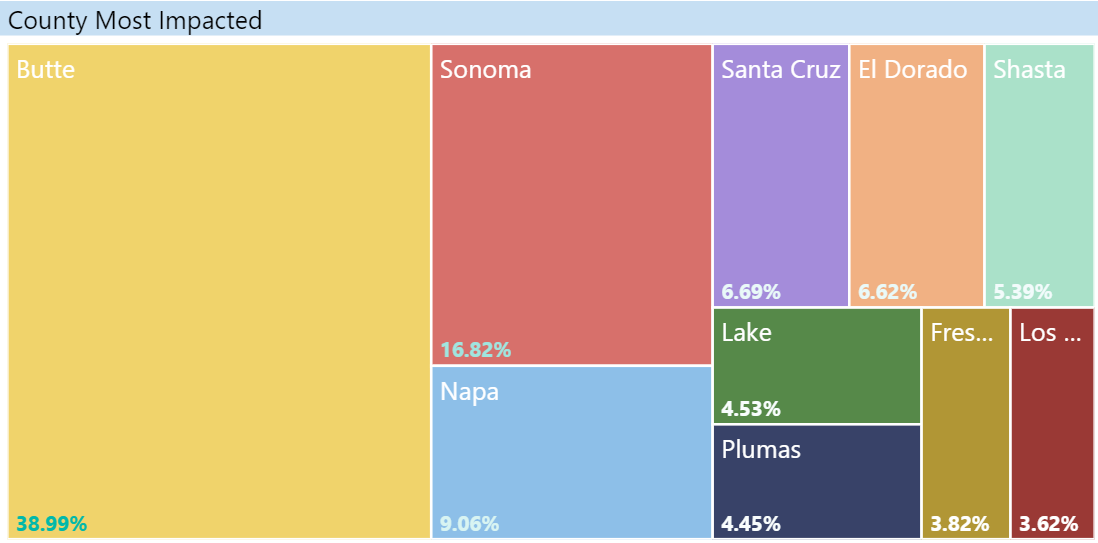 County Most Impacted
Butte
38.99%
Sonoma
16.82%
Napa
9.06%
Santa Cruz
6.69%
El Dorado
6.62%
Shasta
5.39%
Lake
4.53%
Plumas
4.45%
Fres...
3.82%
Los ...
3.62%